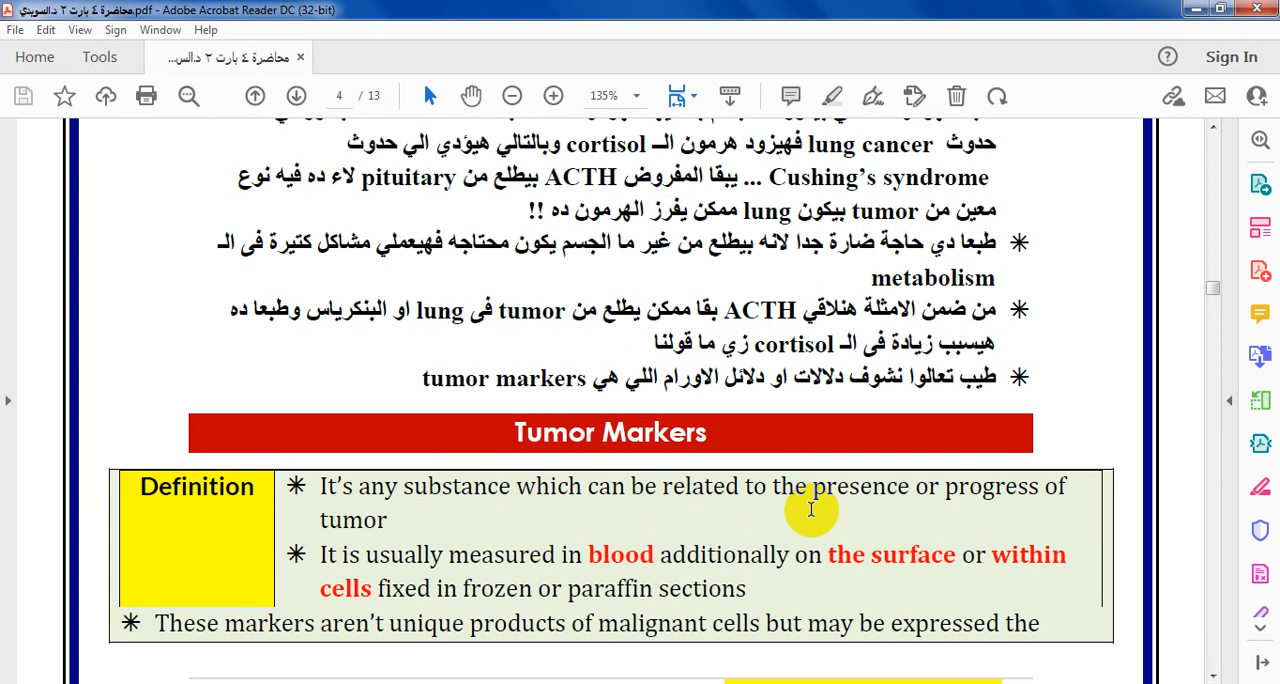 محاضرة ٤ بارت ٢ د.السويدي.pdf - Adobe Acrobat Reader DC (32-bit)
File Edit View Sign Window Help
Home Tools محاضرة ٤ بارت ٢ د.الس... × ? Sign In
4 / 13 135%
حدوث lung cancer فهيزود هرمون الـ cortisol وبالتالي هيؤدي الي حدوث
Cushing's syndrome ... يبقا المفروض ACTH بيطلع من pituitary لاء ده فيه نوع
معين من tumor بيكون lung ممكن يفرز الهرمون ده !!
✳ طبعا دي حاجة ضارة جدا لانه بيطلع من غير ما الجسم يكون محتاجه فهيعملي مشاكل كتيرة فى الـ
metabolism
✳ من ضمن الامثلة هنلاقي ACTH بقا ممكن يطلع من tumor فى lung او البنكرياس وطبعا ده
هيسبب زيادة فى الـ cortisol زي ما قولنا
✳ طيب تعالوا نشوف دلالات او دلائل الاورام اللي هي tumor markers
Tumor Markers
Definition ✳ It's any substance which can be related to the presence or progress of
tumor
✳ It is usually measured in blood additionally on the surface or within
cells fixed in frozen or paraffin sections
✳ These markers aren't unique products of malignant cells but may be expressed the